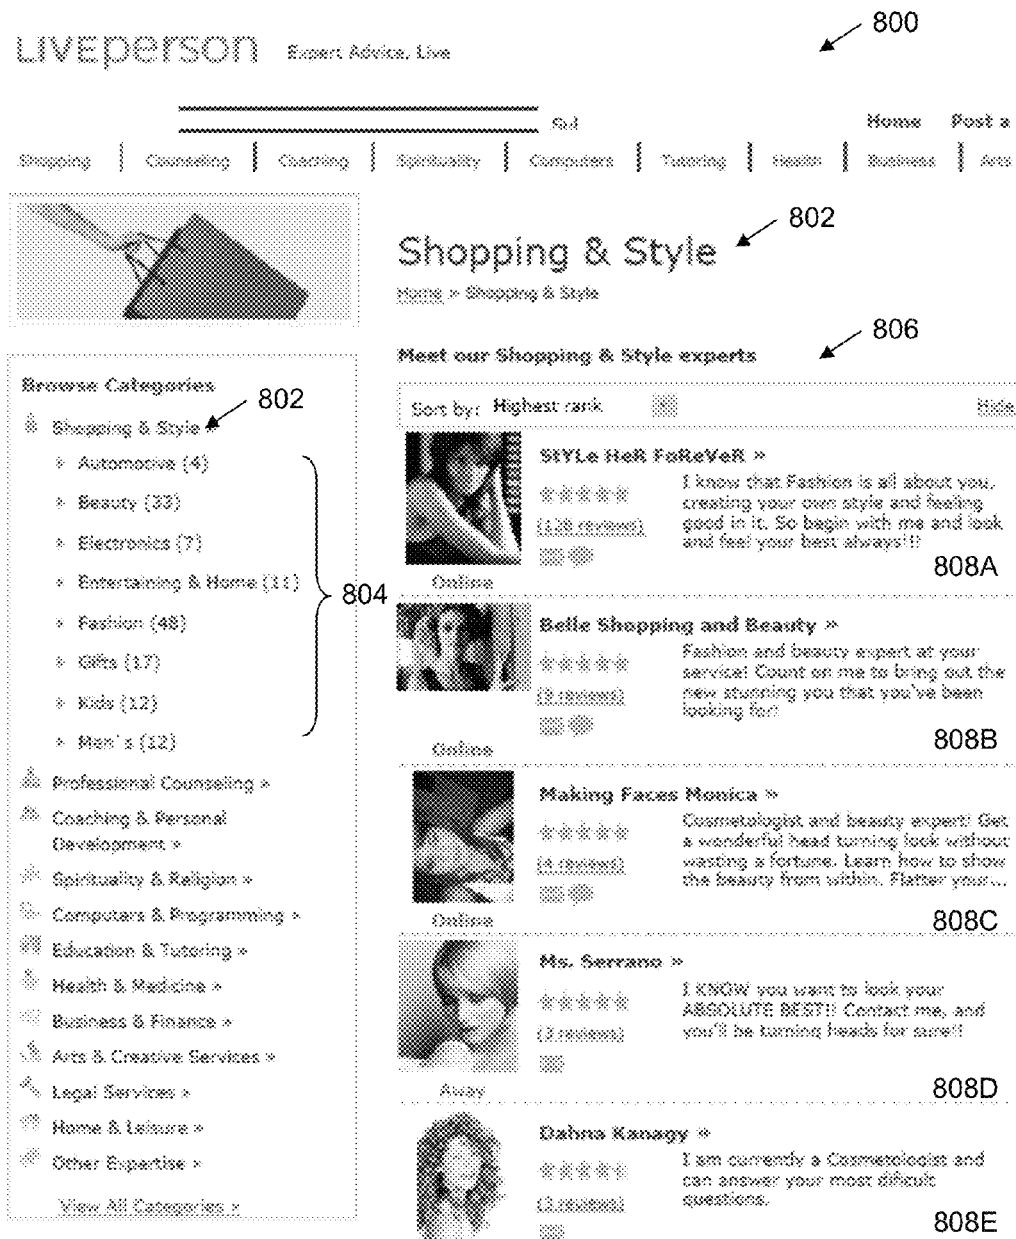 800
LIVEperson Expert Advice, Live
Home Post a
Shopping Counseling Coaching Spirituality Computers Tutoring Health Business Arts
802
Shopping & Style
Home » Shopping & Style
806
Meet our Shopping & Style experts
Sort by: Highest rank Hide
Browse Categories
802
Shopping & Style »
Automotive (4)
Beauty (33)
Electronics (7)
Entertaining & Home (11)
804
Fashion (48)
Gifts (17)
Kids (12)
Men's (12)
Professional Counseling »
Coaching & Personal
Development »
Spirituality & Religion »
Computers & Programming »
Education & Tutoring »
Health & Medicine »
Business & Finance »
Arts & Creative Services »
Legal Services »
Home & Leisure »
Other Expertise »
View All Categories »
StYLe HeR FoReVeR »
I know that Fashion is all about you,
creating your own style and feeling
good in it. So begin with me and look
and feel your best always!!!
(128 reviews)
Online
808A
Belle Shopping and Beauty »
Fashion and beauty expert at your
service! Count on me to bring out the
new stunning you that you've been
looking for!
(9 reviews)
Online
808B
Making Faces Monica »
Cosmetologist and beauty expert! Get
a wonderful head turning look without
wasting a fortune. Learn how to show
the beauty from within. Flatter your...
(4 reviews)
Online
808C
Ms. Serrano »
I KNOW you want to look your
ABSOLUTE BEST!! Contact me, and
you'll be turning heads for sure!!
(3 reviews)
Away
808D
Dahna Kanagy »
I am currently a Cosmetologist and
can answer your most dificult
questions.
(3 reviews)
808E